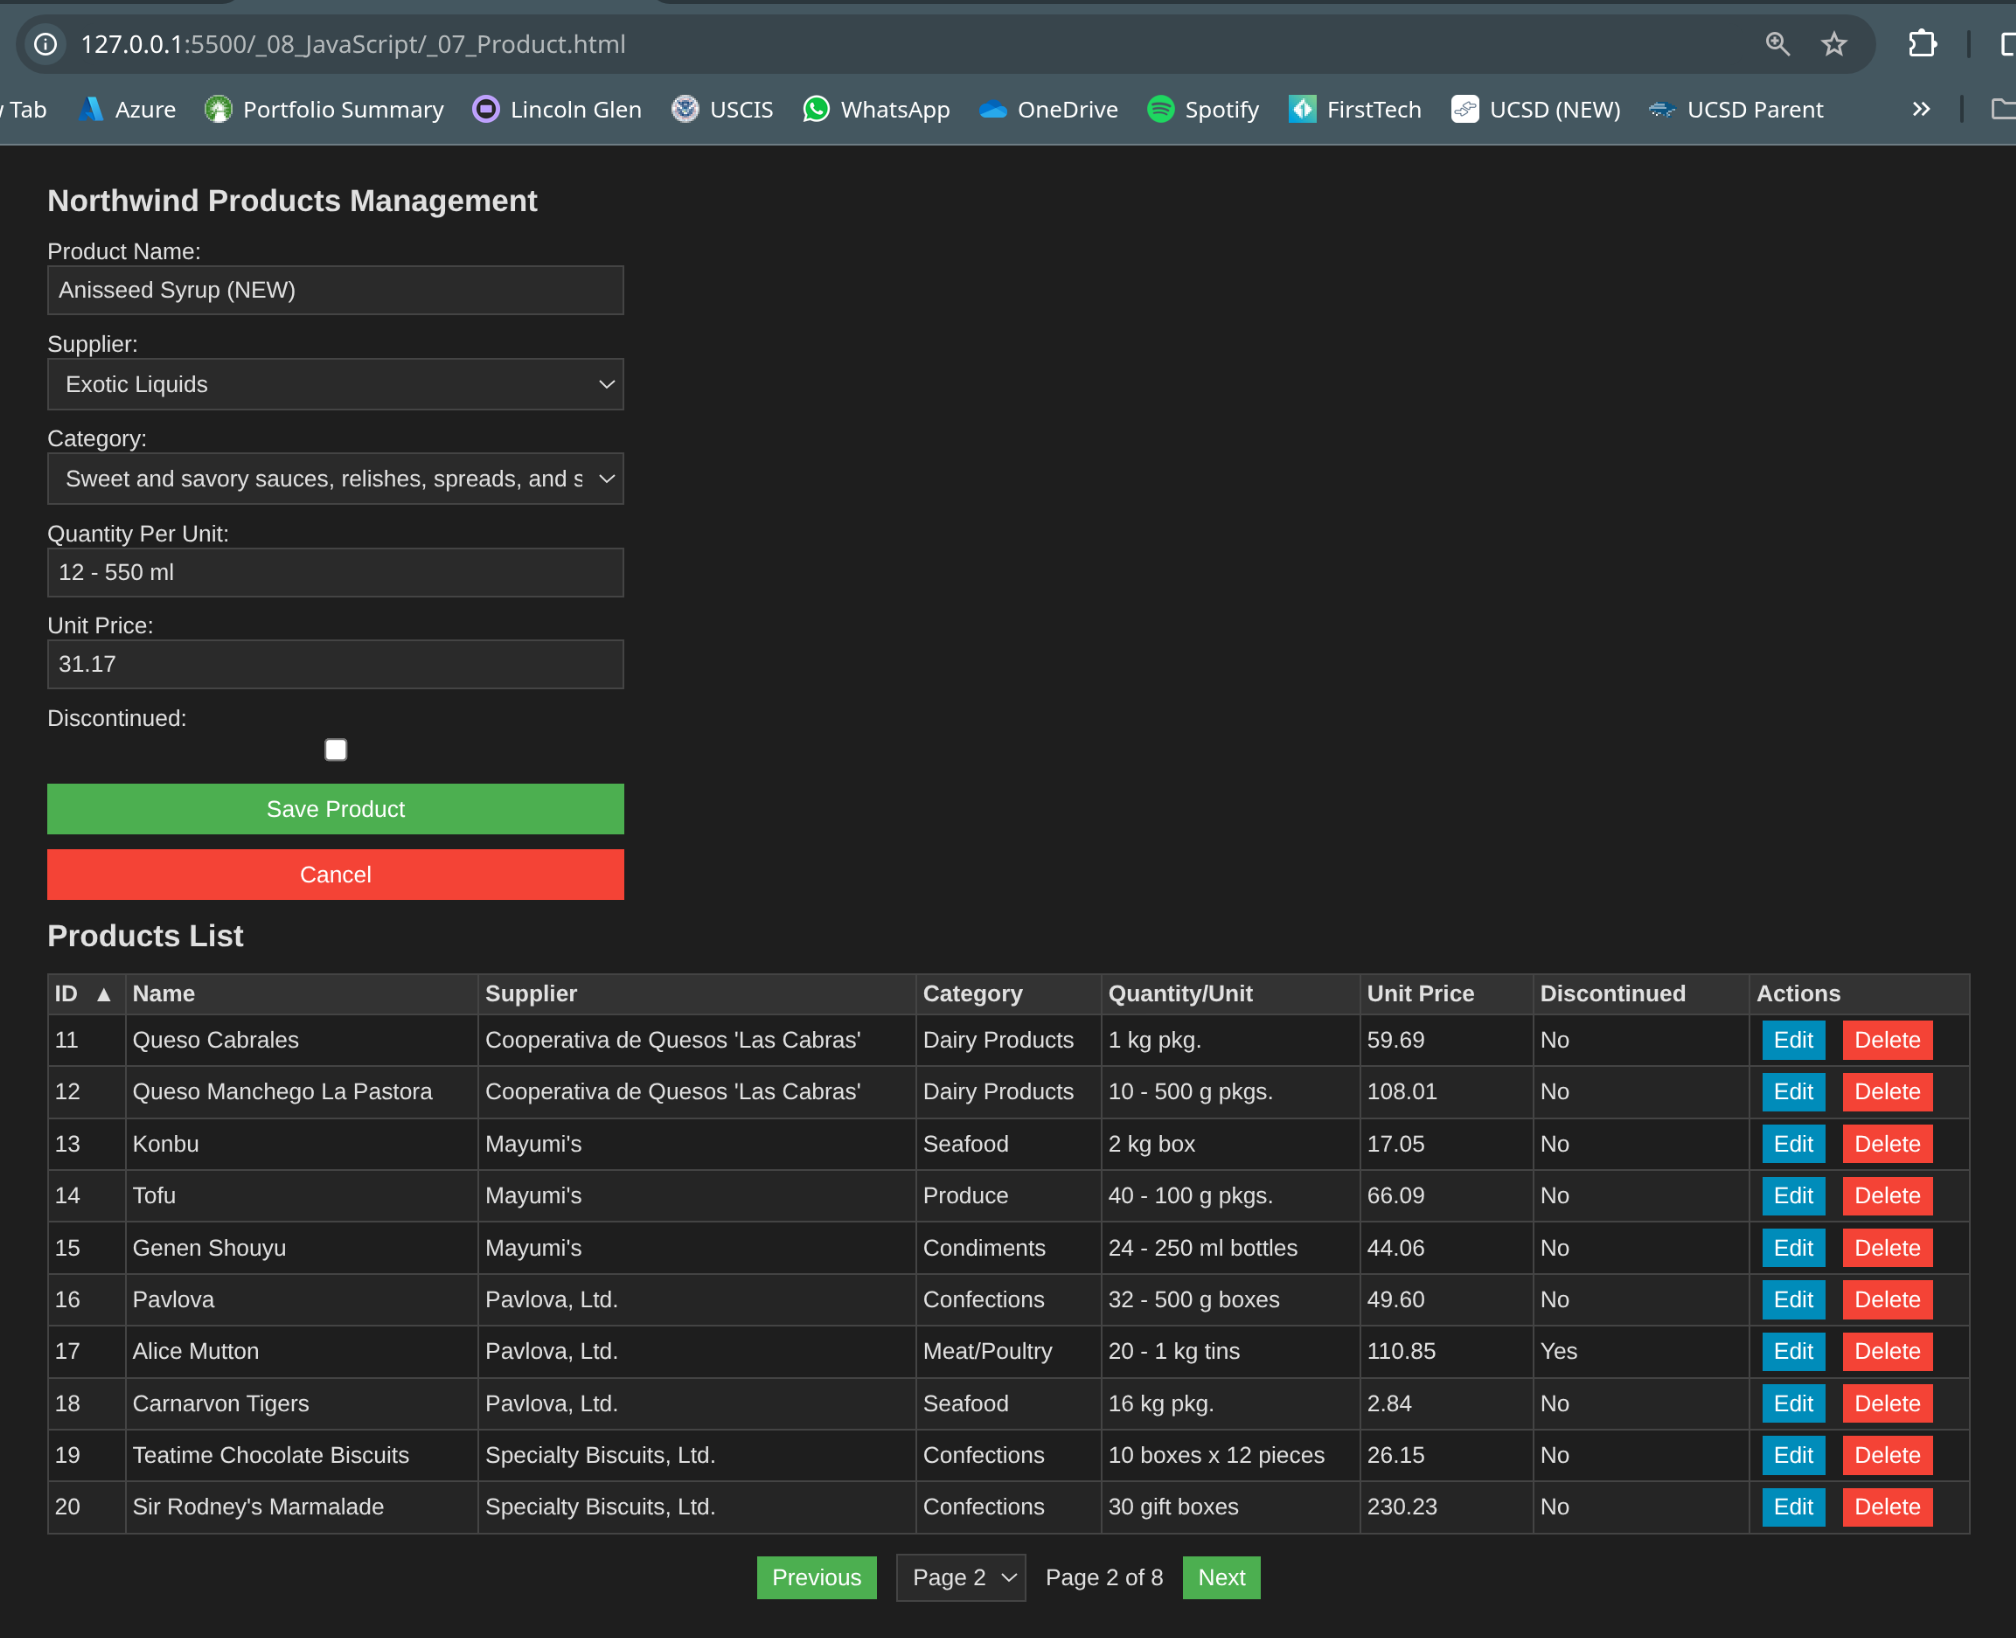 127.0.0.1:5500/_08_JavaScript/_07_Product.html
Tab Azure Portfolio Summary Lincoln Glen USCIS WhatsApp OneDrive Spotify FirstTech UCSD (NEW) UCSD Parent »
Northwind Products Management
Product Name:
Anisseed Syrup (NEW)
Supplier:
Exotic Liquids
Category:
Sweet and savory sauces, relishes, spreads, and s
Quantity Per Unit:
12 - 550 ml
Unit Price:
31.17
Discontinued:
Save Product
Cancel
Products List
ID ▲ Name Supplier Category Quantity/Unit Unit Price Discontinued Actions
11 Queso Cabrales Cooperativa de Quesos 'Las Cabras' Dairy Products 1 kg pkg. 59.69 No Edit Delete
12 Queso Manchego La Pastora Cooperativa de Quesos 'Las Cabras' Dairy Products 10 - 500 g pkgs. 108.01 No Edit Delete
13 Konbu Mayumi's Seafood 2 kg box 17.05 No Edit Delete
14 Tofu Mayumi's Produce 40 - 100 g pkgs. 66.09 No Edit Delete
15 Genen Shouyu Mayumi's Condiments 24 - 250 ml bottles 44.06 No Edit Delete
16 Pavlova Pavlova, Ltd. Confections 32 - 500 g boxes 49.60 No Edit Delete
17 Alice Mutton Pavlova, Ltd. Meat/Poultry 20 - 1 kg tins 110.85 Yes Edit Delete
18 Carnarvon Tigers Pavlova, Ltd. Seafood 16 kg pkg. 2.84 No Edit Delete
19 Teatime Chocolate Biscuits Specialty Biscuits, Ltd. Confections 10 boxes x 12 pieces 26.15 No Edit Delete
20 Sir Rodney's Marmalade Specialty Biscuits, Ltd. Confections 30 gift boxes 230.23 No Edit Delete
Previous Page 2 Page 2 of 8 Next